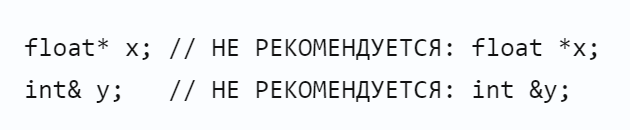 float* x; // НЕ РЕКОМЕНДУЕТСЯ: float *x;
int& y;   // НЕ РЕКОМЕНДУЕТСЯ: int &y;